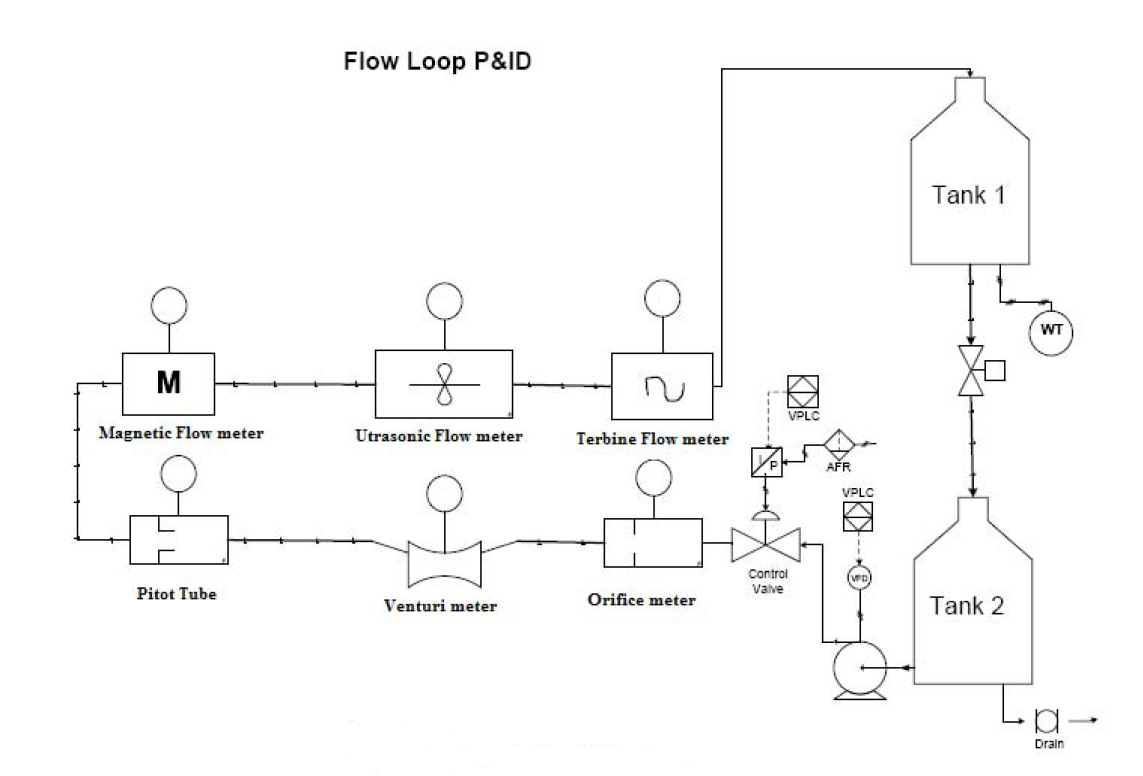 Flow Loop P&ID
Tank 1
WT
M
Magnetic Flow meter
Utrasonic Flow meter
Terbine Flow meter
VPLC
I/P
AFR
VPLC
VFD
Control
Valve
Pitot Tube
Venturi meter
Orifice meter
Tank 2
Drain